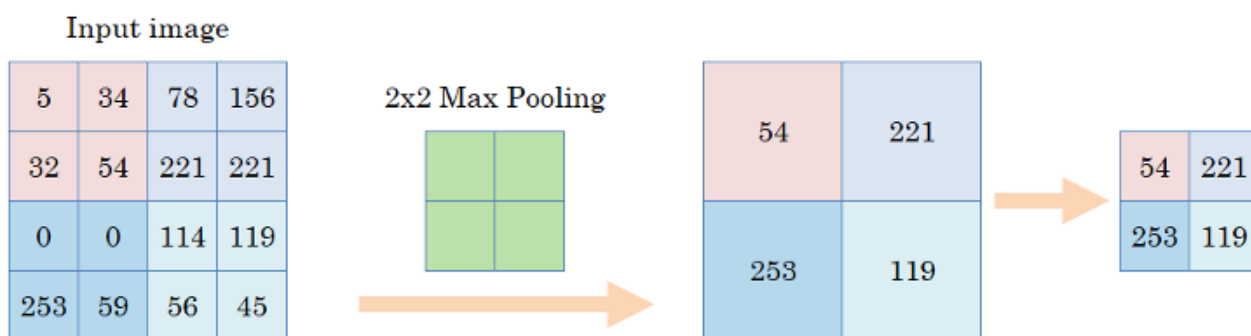 Input image
5 34 78 156
32 54 221 221
0 0 114 119
253 59 56 45
2x2 Max Pooling
54 221
253 119
54 221
253 119